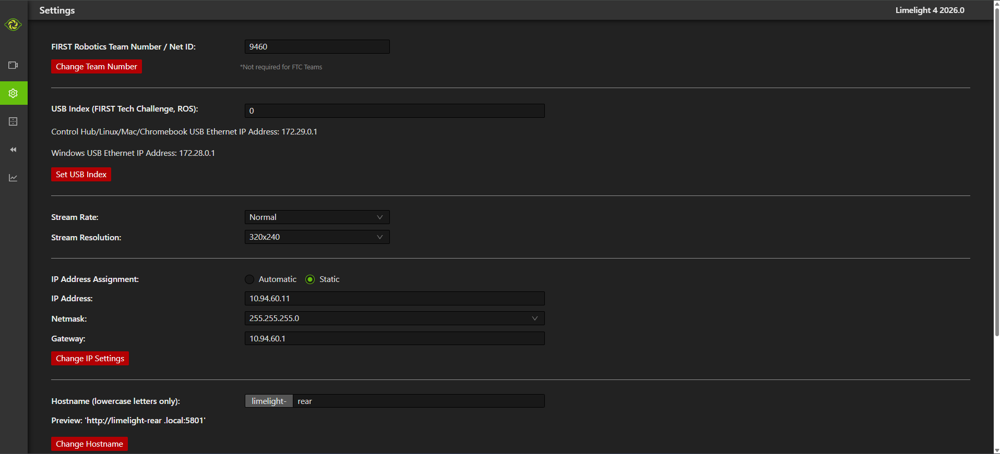 Settings
Limelight 4 2026.0
FIRST Robotics Team Number / Net ID:
9460
Change Team Number
*Not required for FTC Teams
USB Index (FIRST Tech Challenge, ROS):
0
Control Hub/Linux/Mac/Chromebook USB Ethernet IP Address: 172.29.0.1
Windows USB Ethernet IP Address: 172.28.0.1
Set USB Index
Stream Rate:
Normal
Stream Resolution:
320x240
IP Address Assignment:
Automatic
Static
IP Address:
10.94.60.11
Netmask:
255.255.255.0
Gateway:
10.94.60.1
Change IP Settings
Hostname (lowercase letters only):
limelight- rear
Preview: 'http://limelight-rear .local:5801'
Change Hostname